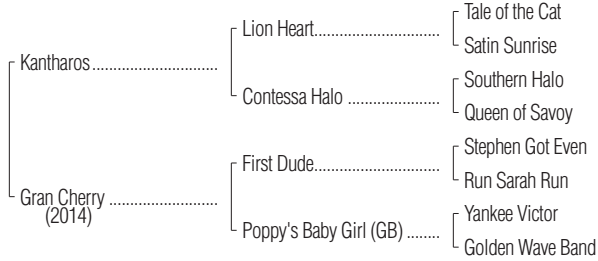 Tale of the Cat
Lion Heart
Satin Sunrise
Kantharos
Southern Halo
Contessa Halo
Queen of Savoy
Stephen Got Even
First Dude
Run Sarah Run
Gran Cherry
(2014)
Yankee Victor
Poppy's Baby Girl (GB)
Golden Wave Band